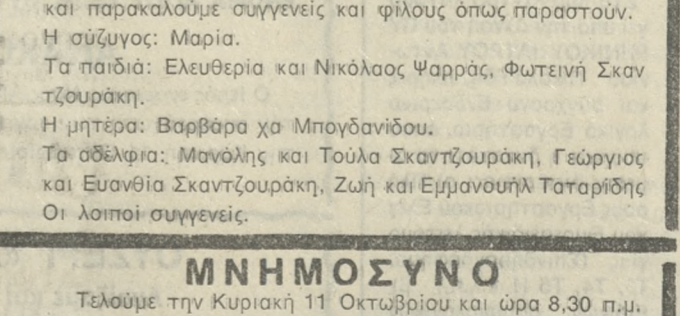 και παρακαλούμε συγγενείς και φίλους όπως παραστούν.
Η σύζυγος: Μαρία.
Τα παιδιά: Ελευθερία και Νικόλαος Ψαρράς, Φωτεινή Σκαν
τζουράκη.
Η μητέρα: Βαρβάρα χα Μπογδανίδου.
Τα αδέλφια: Μανόλης και Τούλα Σκαντζουράκη, Γεώργιος
και Ευανθία Σκαντζουράκη, Ζωή και Εμμανουήλ Ταταρίδης
Οι λοιποί συγγενείς.
ΜΝΗΜΟΣΥΝΟ
Τελούμε την Κυριακή 11 Οκτωβρίου και ώρα 8,30 π.μ.